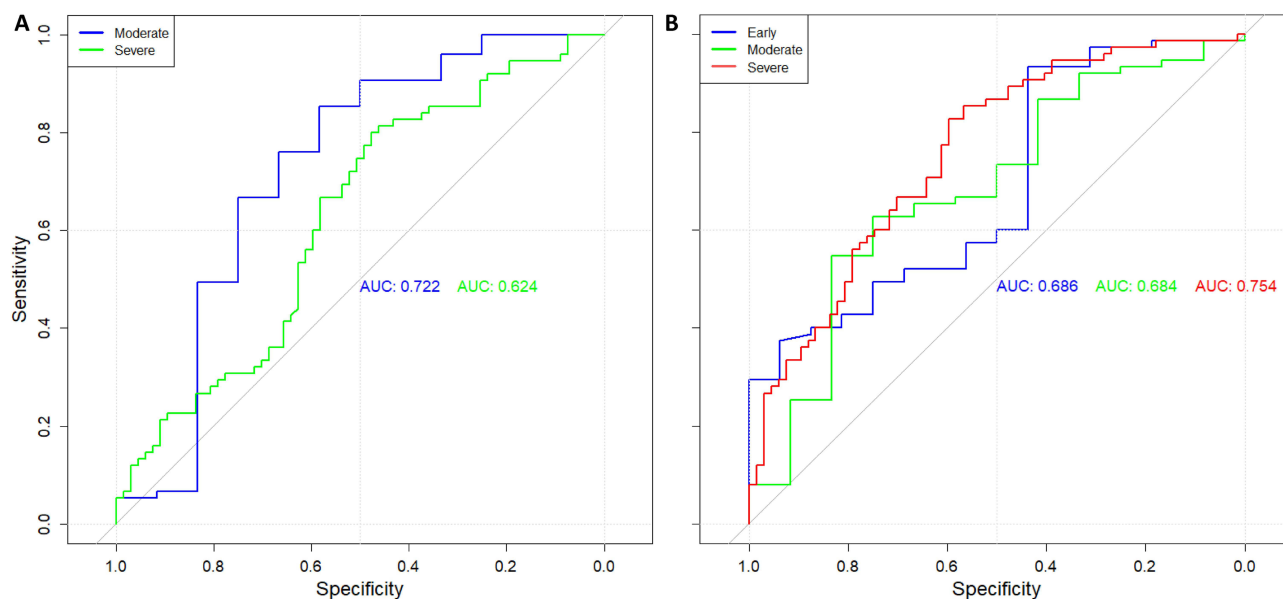 A
Moderate
Severe
1.0
0.8
0.6
0.4
0.2
0.0
Sensitivity
AUC: 0.722 AUC: 0.624
1.0 0.8 0.6 0.4 0.2 0.0
Specificity
B
Early
Moderate
Severe
AUC: 0.686 AUC: 0.684 AUC: 0.754
1.0 0.8 0.6 0.4 0.2 0.0
Specificity